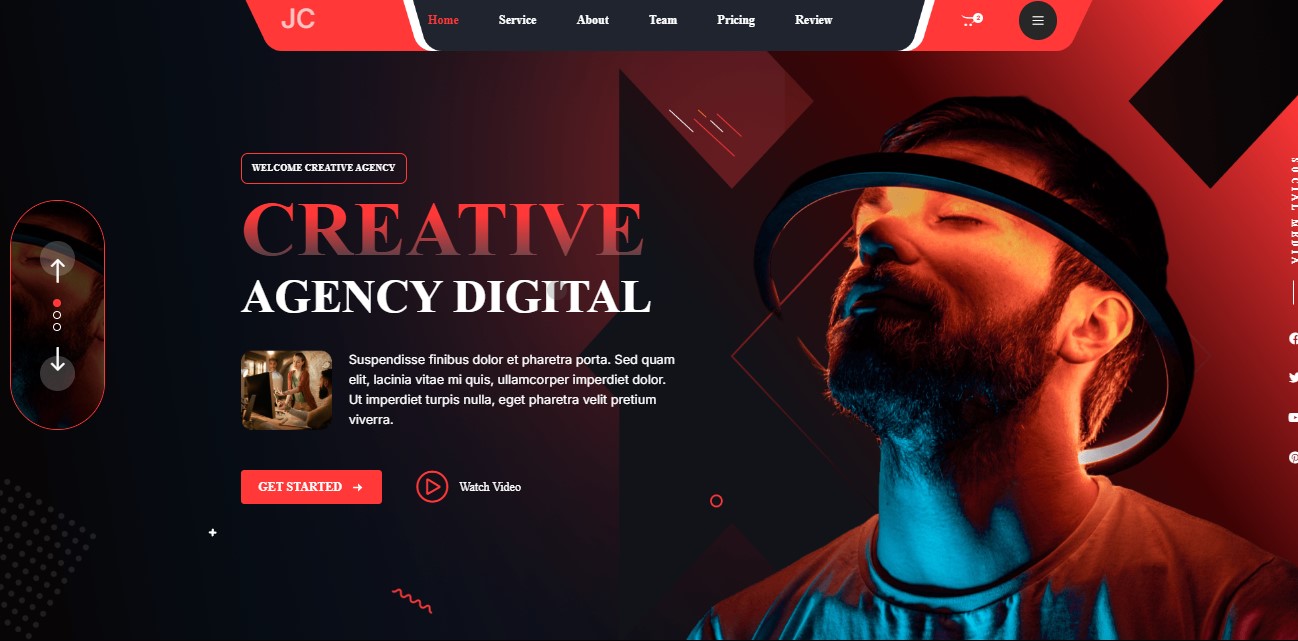 JC
Home Service About Team Pricing Review
2
WELCOME CREATIVE AGENCY
CREATIVE
AGENCY DIGITAL
Suspendisse finibus dolor et pharetra porta. Sed quam
elit, lacinia vitae mi quis, ullamcorper imperdiet dolor.
Ut imperdiet turpis nulla, eget pharetra velit pretium
viverra.
GET STARTED
Watch Video
SOCIAL MEDIA